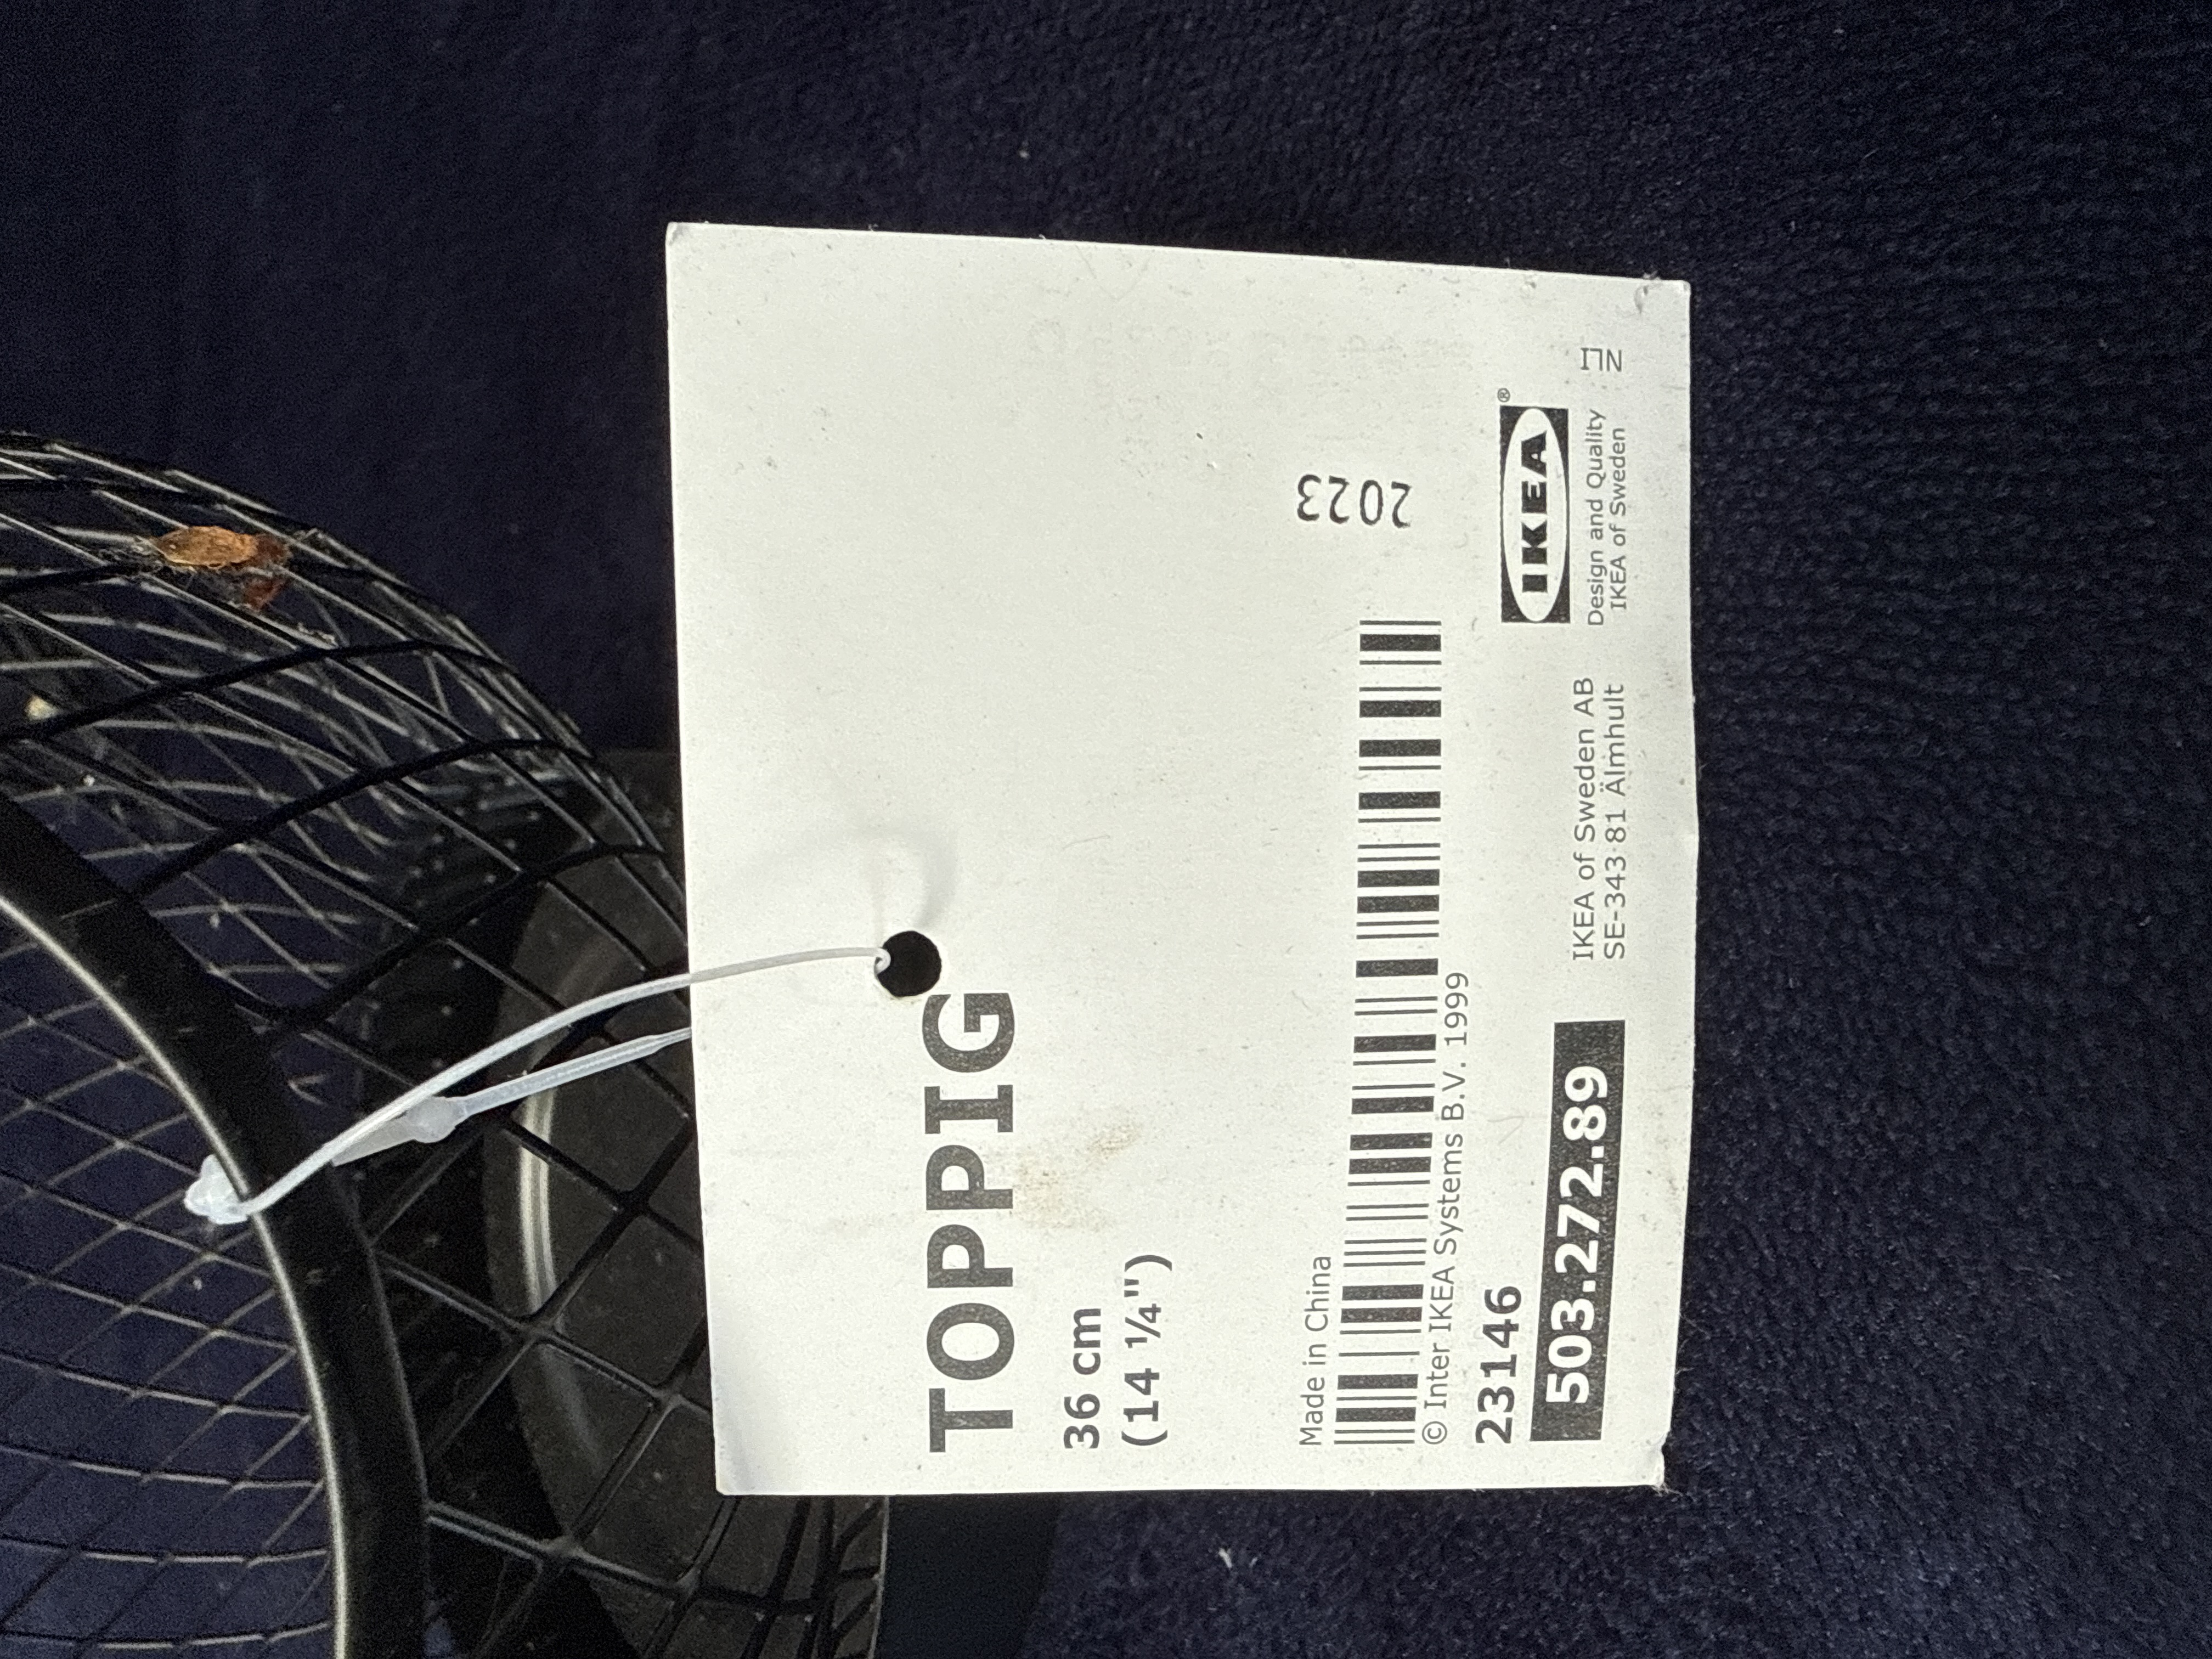 TOPPIG
36 cm
(14 ¼")
Made in China
2023
© Inter IKEA Systems B.V. 1999
23146
503.272.89
IKEA of Sweden AB
SE-343 81 Älmhult
IKEA®
Design and Quality
IKEA of Sweden
NLI